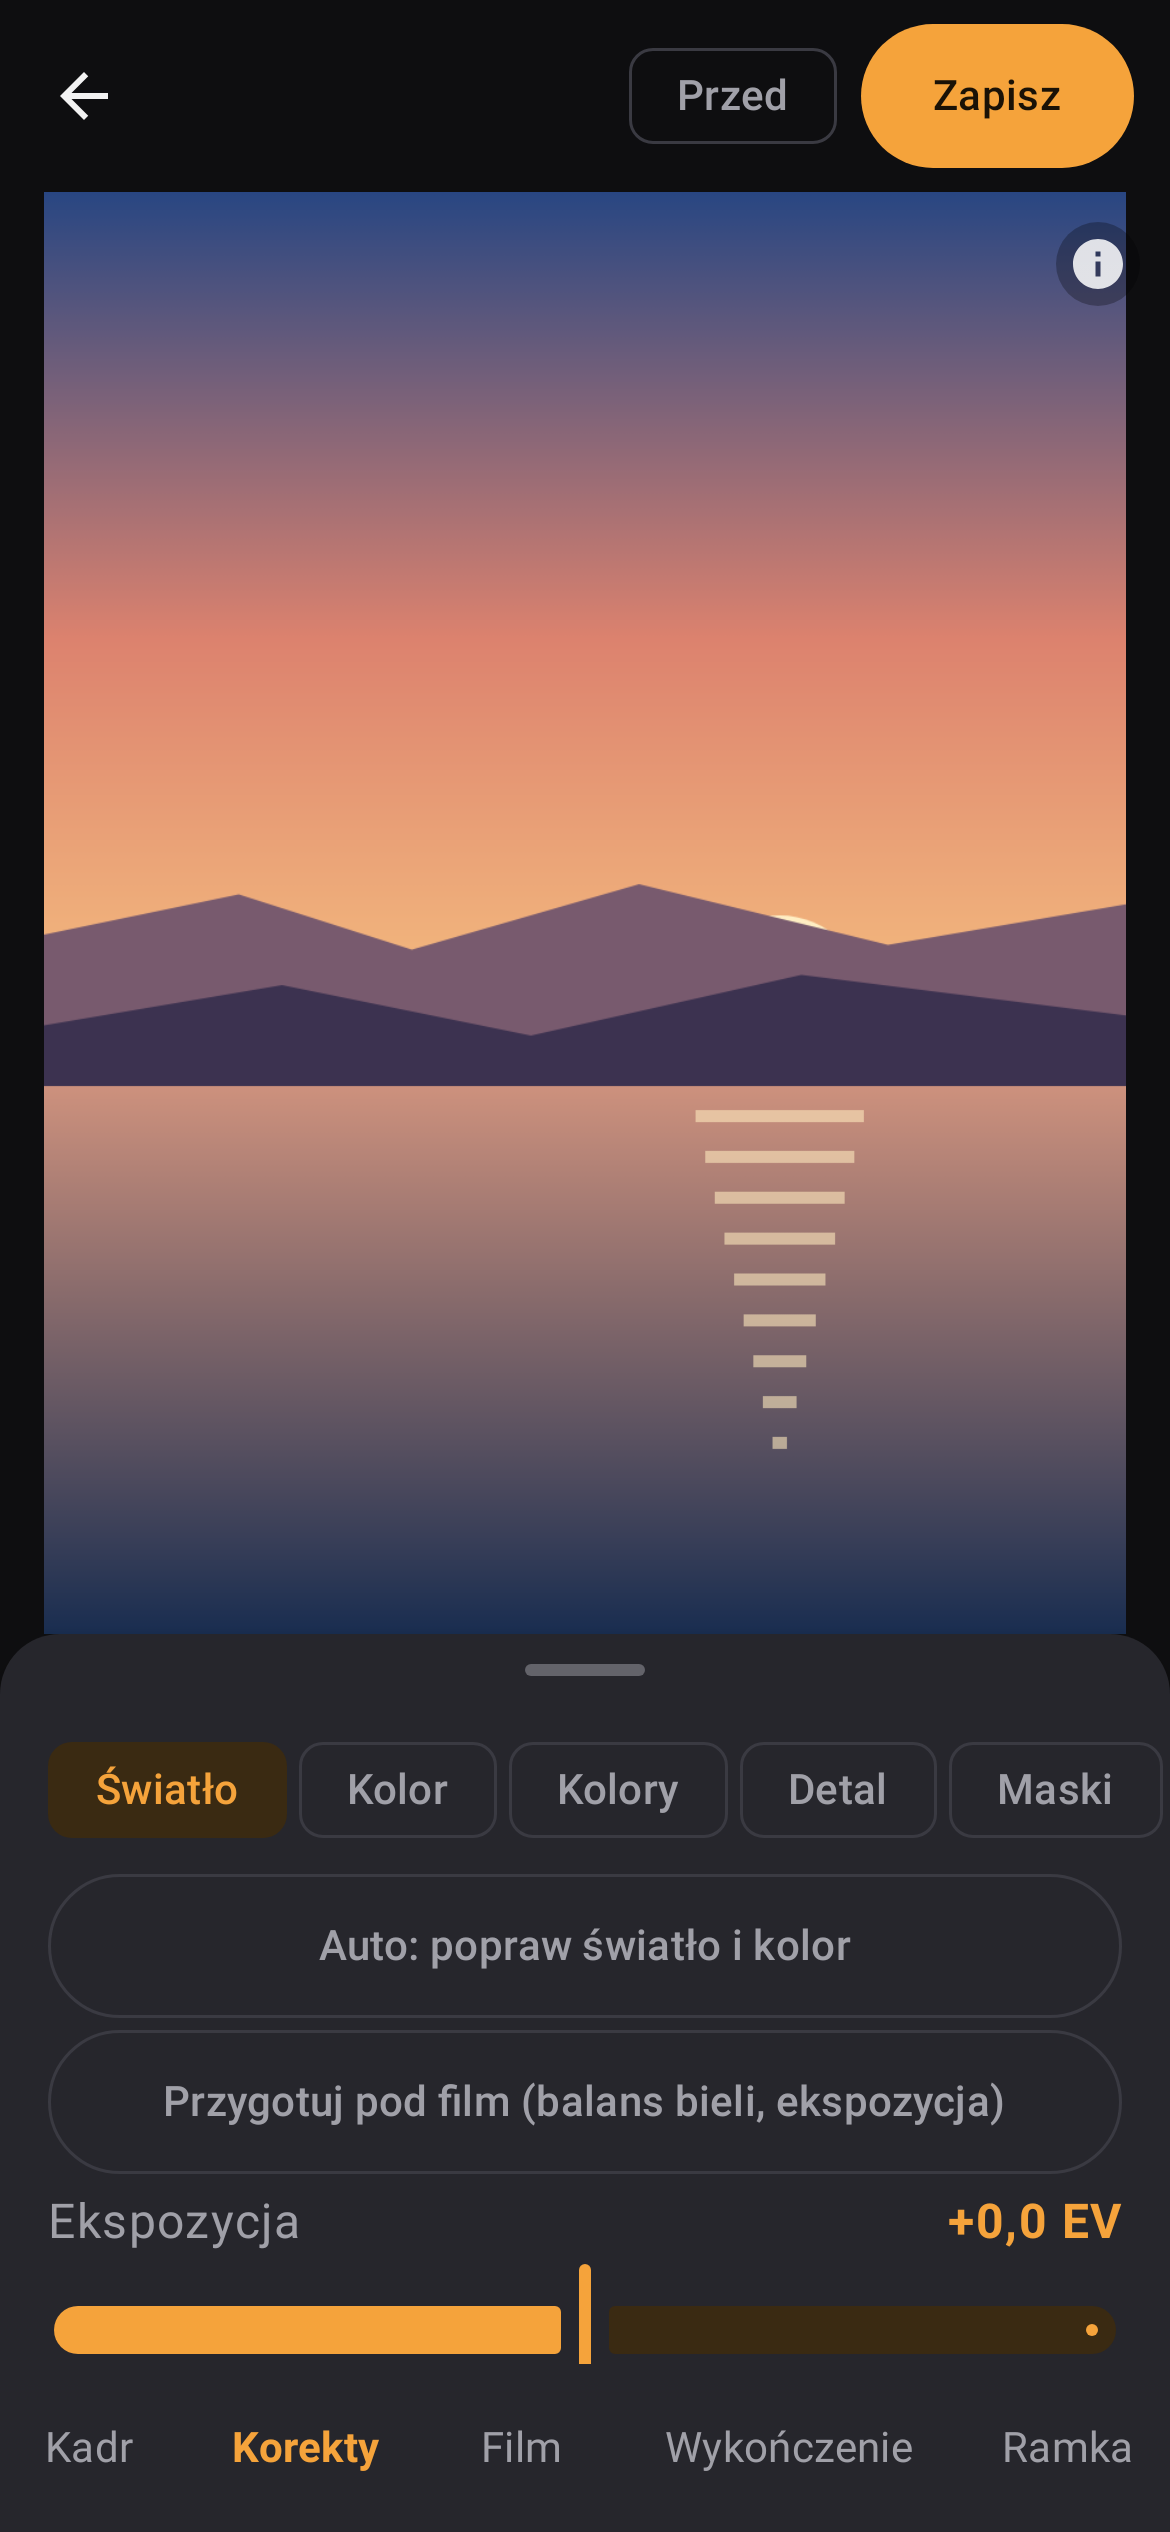 Przed
Zapisz
Światło
Kolor
Kolory
Detal
Maski
Auto: popraw światło i kolor
Przygotuj pod film (balans bieli, ekspozycja)
Ekspozycja
+0,0 EV
Kadr
Korekty
Film
Wykończenie
Ramka